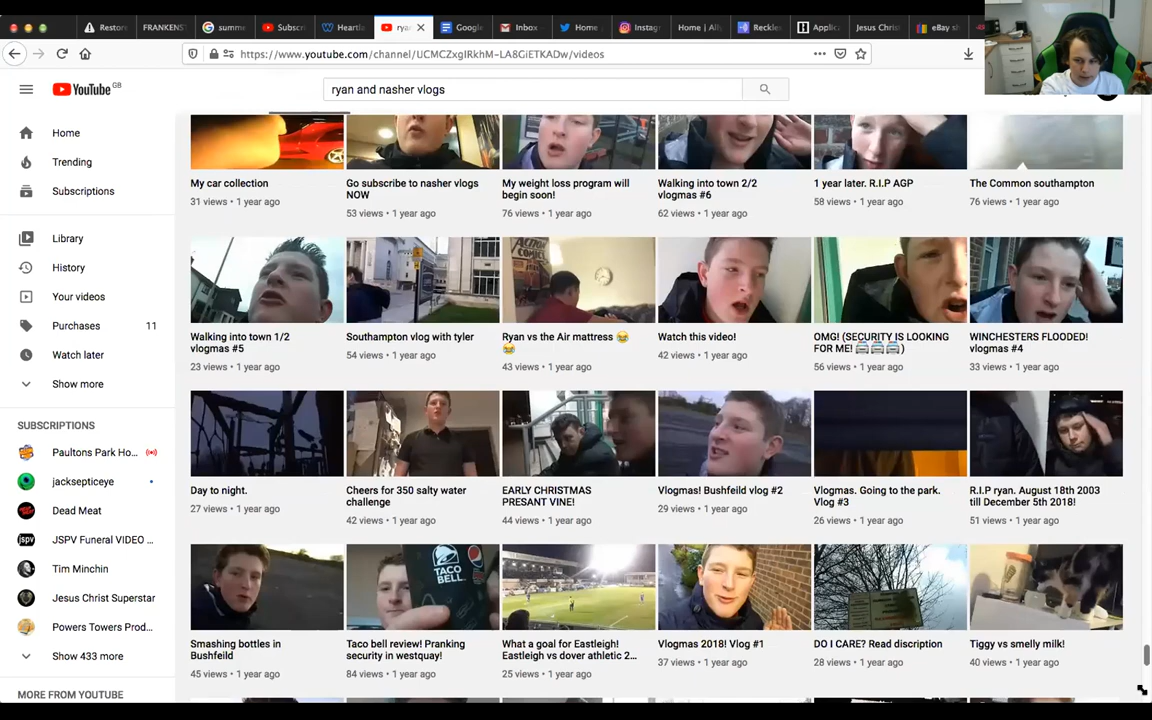 Restore
FRANKENS
summe
Subscri
Heartle
rya
Google
Inbox
Home
Instag
Home | Ally
Reckles
Applic
Jesus Christ
eBay sh
https://www.youtube.com/channel/UCMCZxgIRkhM-LA8GiETKADw/videos
YouTube GB
ryan and nasher vlogs
Home
Trending
Subscriptions
Library
History
Your videos
Purchases 11
Watch later
Show more
SUBSCRIPTIONS
Paultons Park Ho...
jacksepticeye
Dead Meat
JSPV Funeral VIDEO ...
Tim Minchin
Jesus Christ Superstar
Powers Towers Prod...
Show 433 more
MORE FROM YOUTUBE
My car collection
31 views • 1 year ago
Go subscribe to nasher vlogs
NOW
53 views • 1 year ago
My weight loss program will
begin soon!
76 views • 1 year ago
Walking into town 2/2
vlogmas #6
62 views • 1 year ago
1 year later. R.I.P AGP
58 views • 1 year ago
The Common southampton
76 views • 1 year ago
ACTION
COMICS
Walking into town 1/2
vlogmas #5
23 views • 1 year ago
Southampton vlog with tyler
54 views • 1 year ago
Ryan vs the Air mattress 😂
😂
43 views • 1 year ago
Watch this video!
42 views • 1 year ago
OMG! (SECURITY IS LOOKING
FOR ME! 🚔🚔🚔)
56 views • 1 year ago
WINCHESTERS FLOODED!
vlogmas #4
33 views • 1 year ago
Day to night.
27 views • 1 year ago
Cheers for 350 salty water
challenge
42 views • 1 year ago
EARLY CHRISTMAS
PRESANT VINE!
44 views • 1 year ago
Vlogmas! Bushfeild vlog #2
29 views • 1 year ago
Vlogmas. Going to the park.
Vlog #3
26 views • 1 year ago
R.I.P ryan. August 18th 2003
till December 5th 2018!
51 views • 1 year ago
TACO
BELL
Smashing bottles in
Bushfeild
45 views • 1 year ago
Taco bell review! Pranking
security in westquay!
84 views • 1 year ago
What a goal for Eastleigh!
Eastleigh vs dover athletic 2...
25 views • 1 year ago
Vlogmas 2018! Vlog #1
37 views • 1 year ago
DO I CARE? Read discription
28 views • 1 year ago
Tiggy vs smelly milk!
40 views • 1 year ago